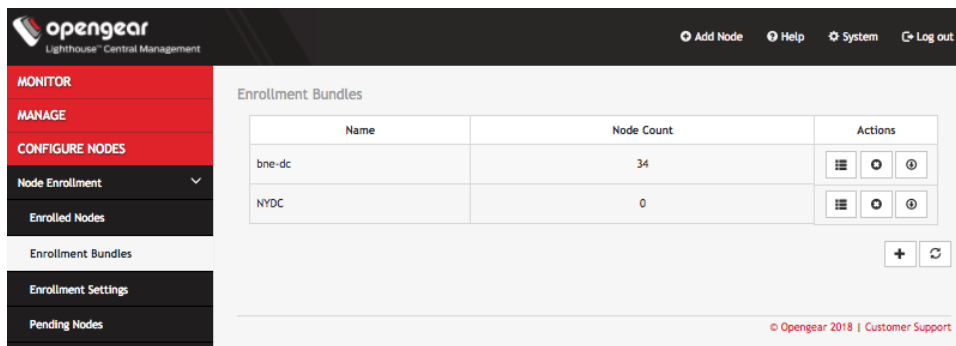 opengear
Lighthouse™ Central Management
Add Node Help System Log out
MONITOR
MANAGE
CONFIGURE NODES
Node Enrollment
Enrolled Nodes
Enrollment Bundles
Enrollment Settings
Pending Nodes
Enrollment Bundles
Name Node Count Actions
bne-dc 34
NYDC 0
© Opengear 2018 | Customer Support